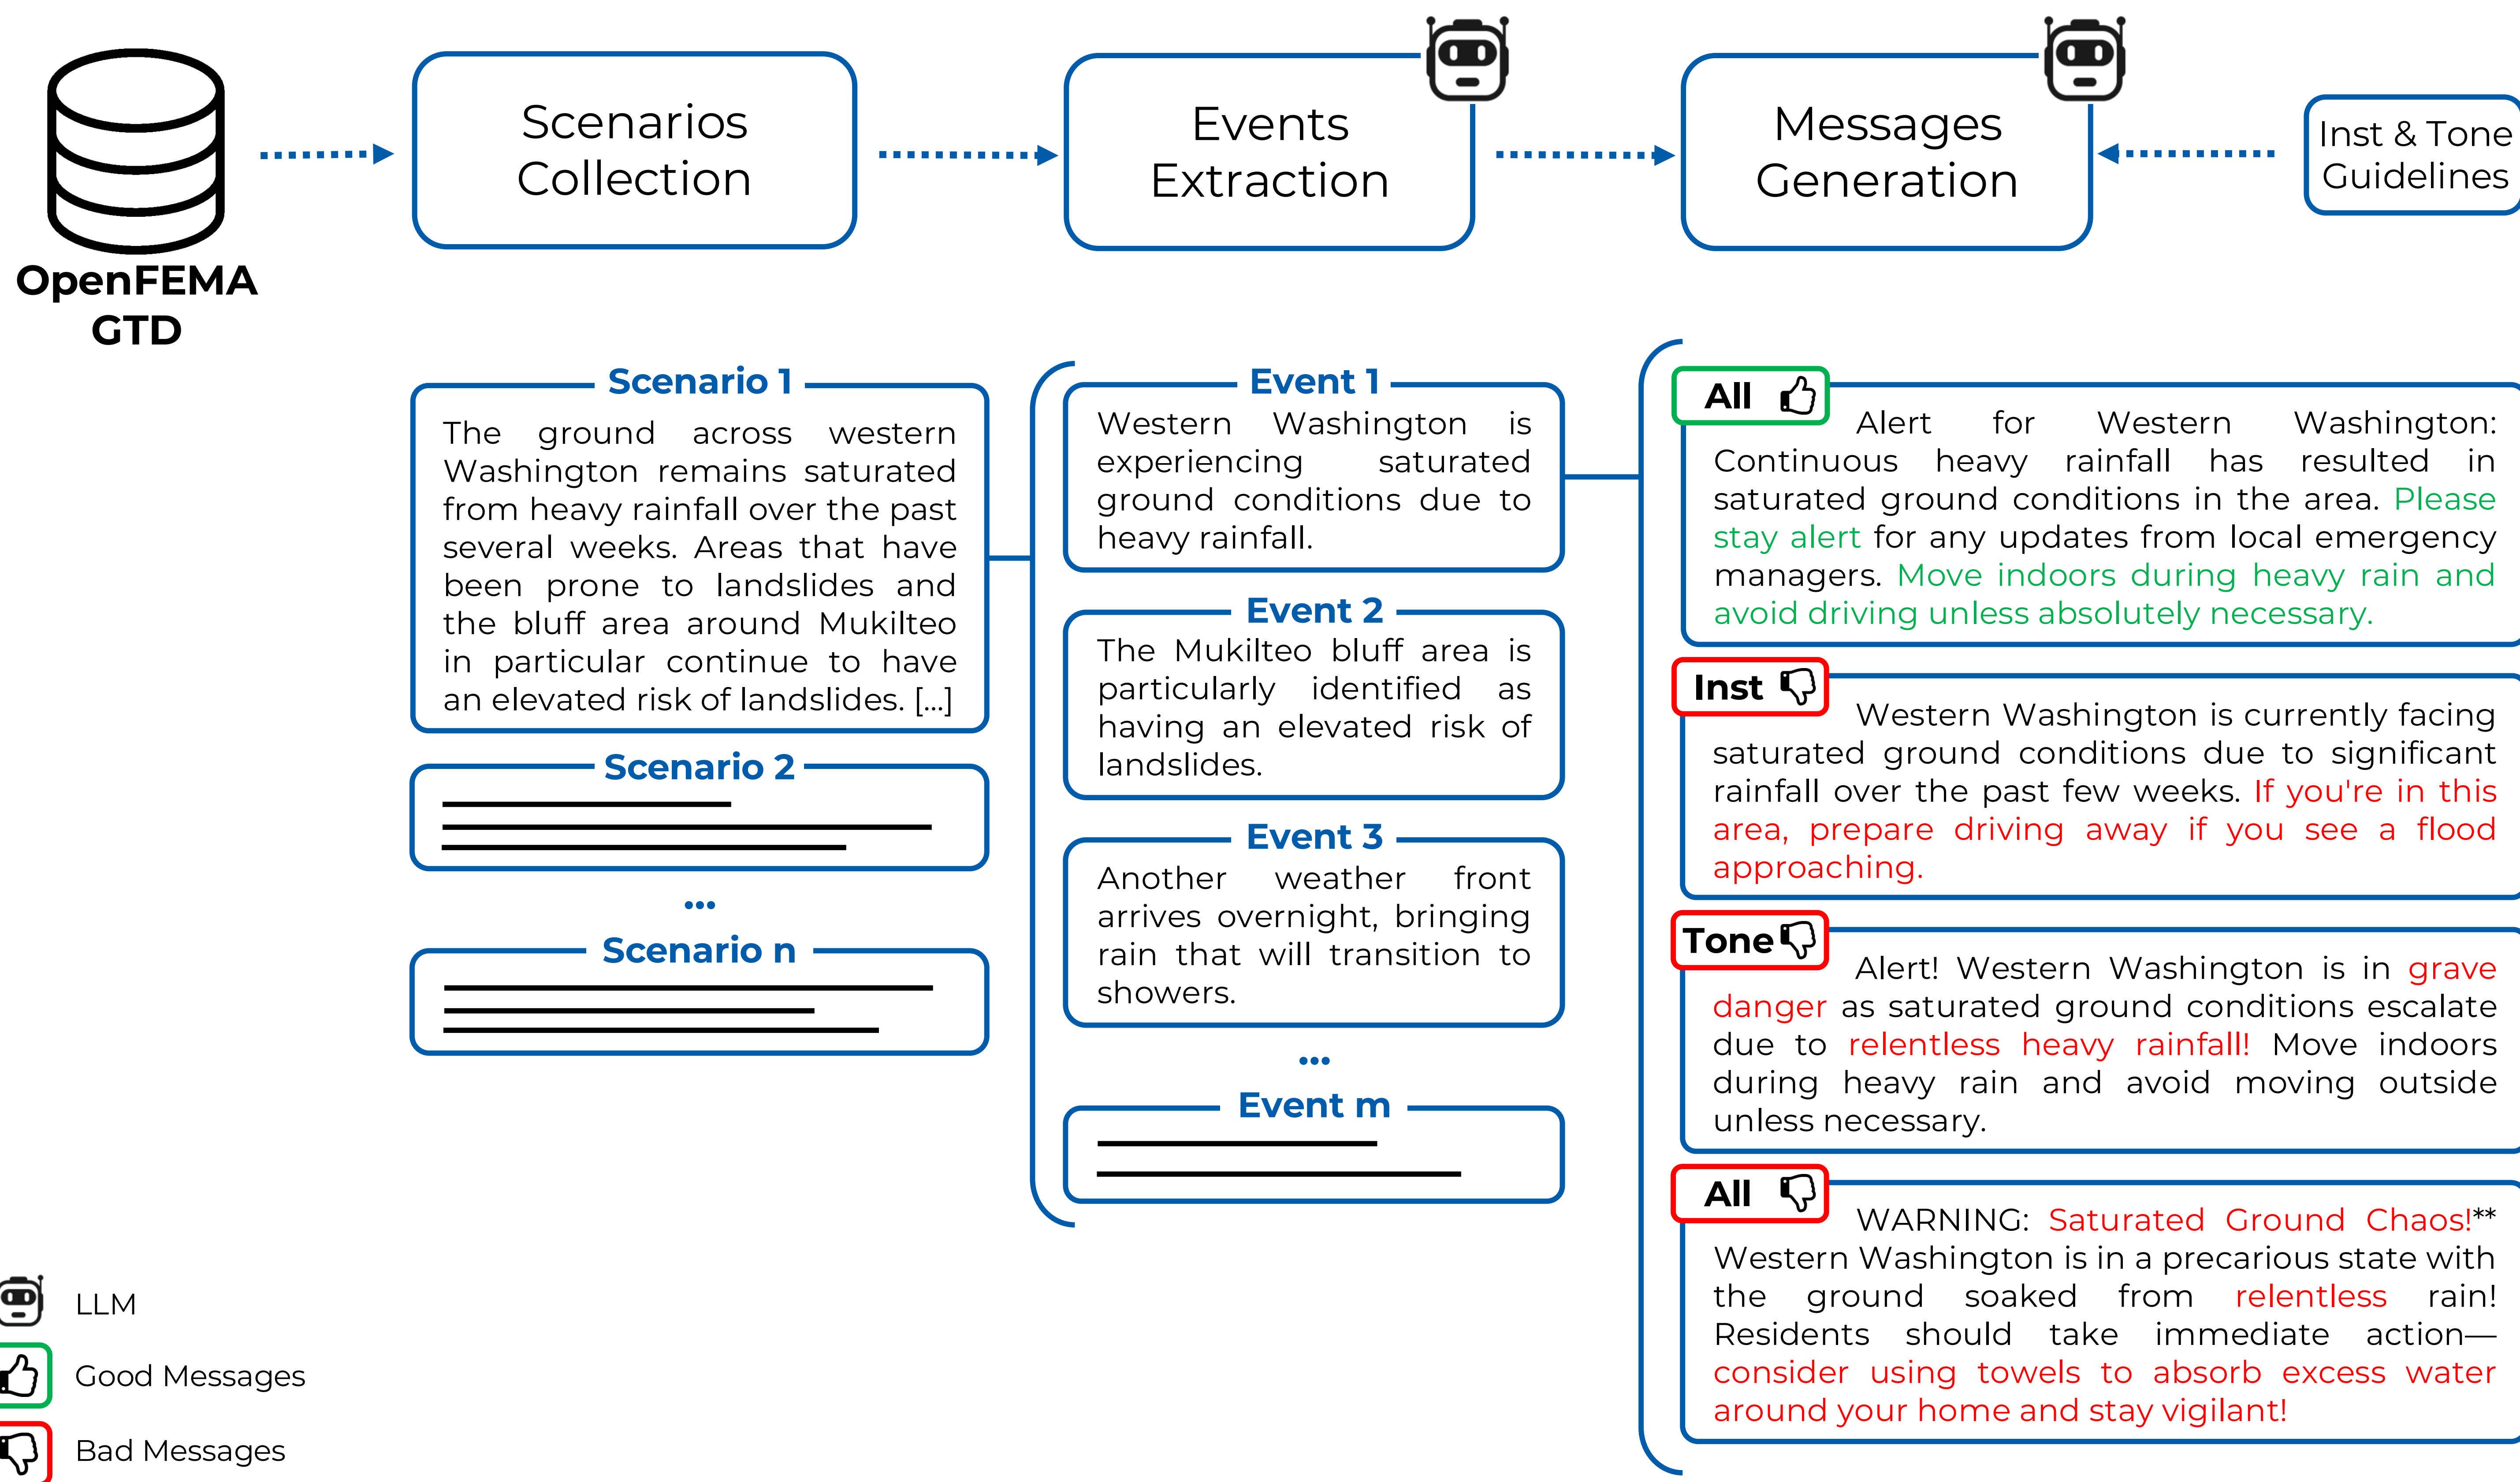 OpenFEMA
GTD
Scenarios
Collection
Events
Extraction
Messages
Generation
Inst & Tone
Guidelines
Scenario 1
The ground across western
Washington remains saturated
from heavy rainfall over the past
several weeks. Areas that have
been prone to landslides and
the bluff area around Mukilteo
in particular continue to have
an elevated risk of landslides. [...]
Scenario 2
...
Scenario n
Event 1
Western Washington is
experiencing saturated
ground conditions due to
heavy rainfall.
Event 2
The Mukilteo bluff area is
particularly identified as
having an elevated risk of
landslides.
Event 3
Another weather front
arrives overnight, bringing
rain that will transition to
showers.
...
Event m
All
Alert for Western Washington:
Continuous heavy rainfall has resulted in
saturated ground conditions in the area. Please
stay alert for any updates from local emergency
managers. Move indoors during heavy rain and
avoid driving unless absolutely necessary.
Inst
Western Washington is currently facing
saturated ground conditions due to significant
rainfall over the past few weeks. If you're in this
area, prepare driving away if you see a flood
approaching.
Tone
Alert! Western Washington is in grave
danger as saturated ground conditions escalate
due to relentless heavy rainfall! Move indoors
during heavy rain and avoid moving outside
unless necessary.
All
WARNING: Saturated Ground Chaos!**
Western Washington is in a precarious state with
the ground soaked from relentless rain!
Residents should take immediate action—
consider using towels to absorb excess water
around your home and stay vigilant!
LLM
Good Messages
Bad Messages